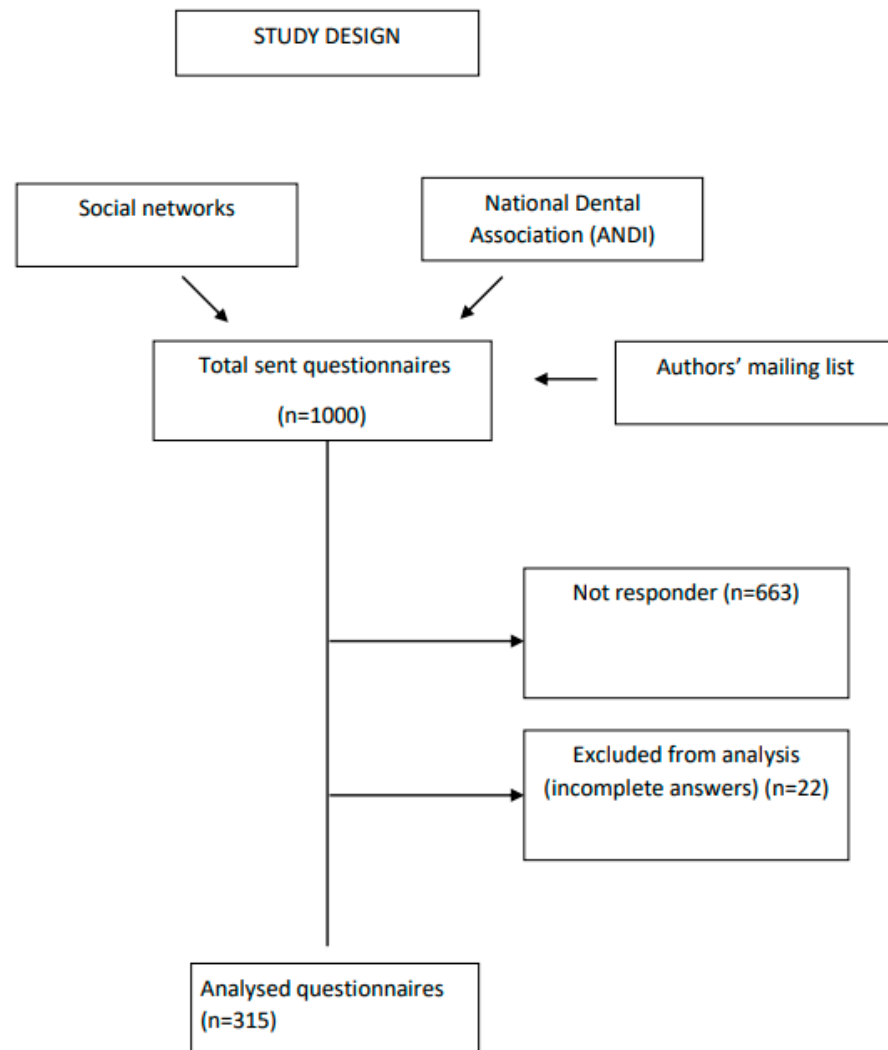 STUDY DESIGN
Social networks
National Dental
Association (ANDI)
Total sent questionnaires
(n=1000)
Authors’ mailing list
Not responder (n=663)
Excluded from analysis
(incomplete answers) (n=22)
Analysed questionnaires
(n=315)